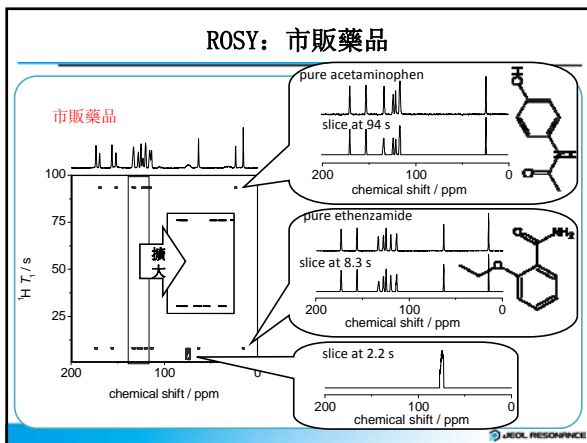 ROSY：市販藥品
市販藥品
100
75
50
25
¹H T₁ / s
200
100
0
chemical shift / ppm
擴大
pure acetaminophen
slice at 94 s
200
100
0
chemical shift / ppm
HO
O
pure ethenzamide
slice at 8.3 s
200
100
0
chemical shift / ppm
O
NH₂
O
slice at 2.2 s
200
100
0
chemical shift / ppm
JEOL RESONANCE